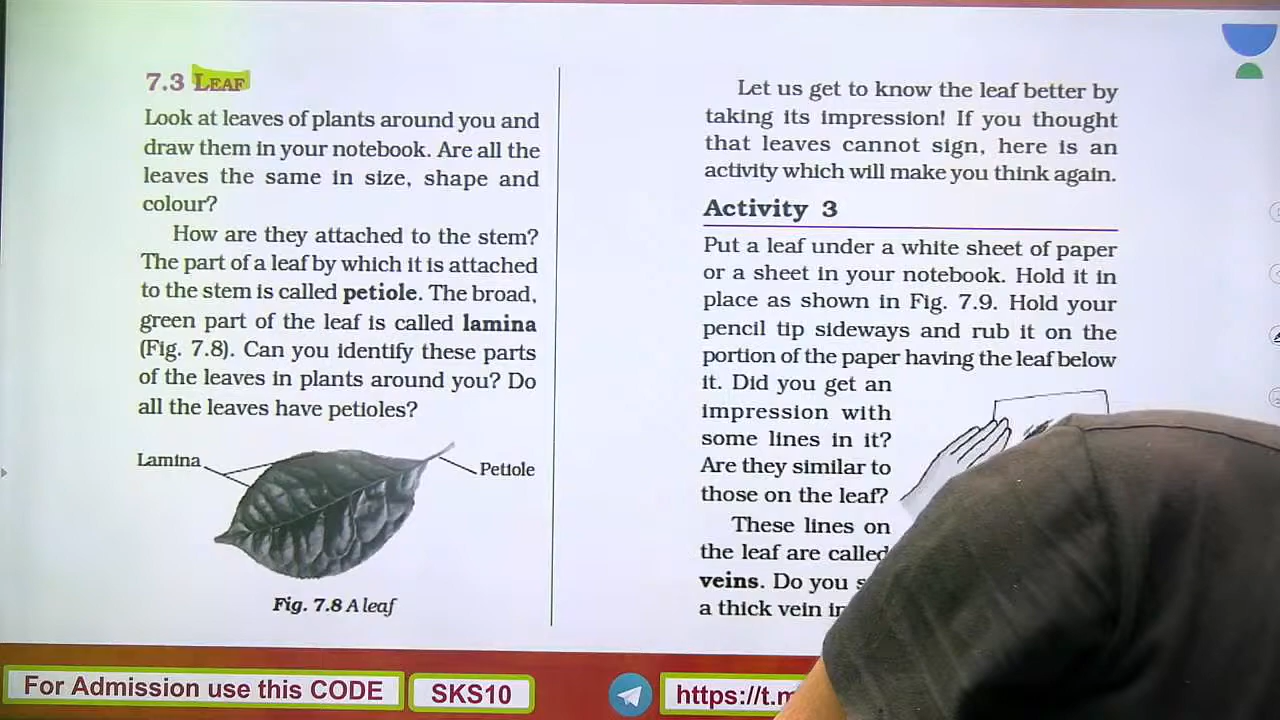 7.3 LEAF
Look at leaves of plants around you and
draw them in your notebook. Are all the
leaves the same in size, shape and
colour?
How are they attached to the stem?
The part of a leaf by which it is attached
to the stem is called petiole. The broad,
green part of the leaf is called lamina
(Fig. 7.8). Can you identify these parts
of the leaves in plants around you? Do
all the leaves have petioles?
Lamina
Petiole
Fig. 7.8 A leaf
Let us get to know the leaf better by
taking its impression! If you thought
that leaves cannot sign, here is an
activity which will make you think again.
Activity 3
Put a leaf under a white sheet of paper
or a sheet in your notebook. Hold it in
place as shown in Fig. 7.9. Hold your
pencil tip sideways and rub it on the
portion of the paper having the leaf below
it. Did you get an
impression with
some lines in it?
Are they similar to
those on the leaf?
These lines on
the leaf are called
veins. Do you
a thick vein
For Admission use this CODE
SKS10
https://t.m